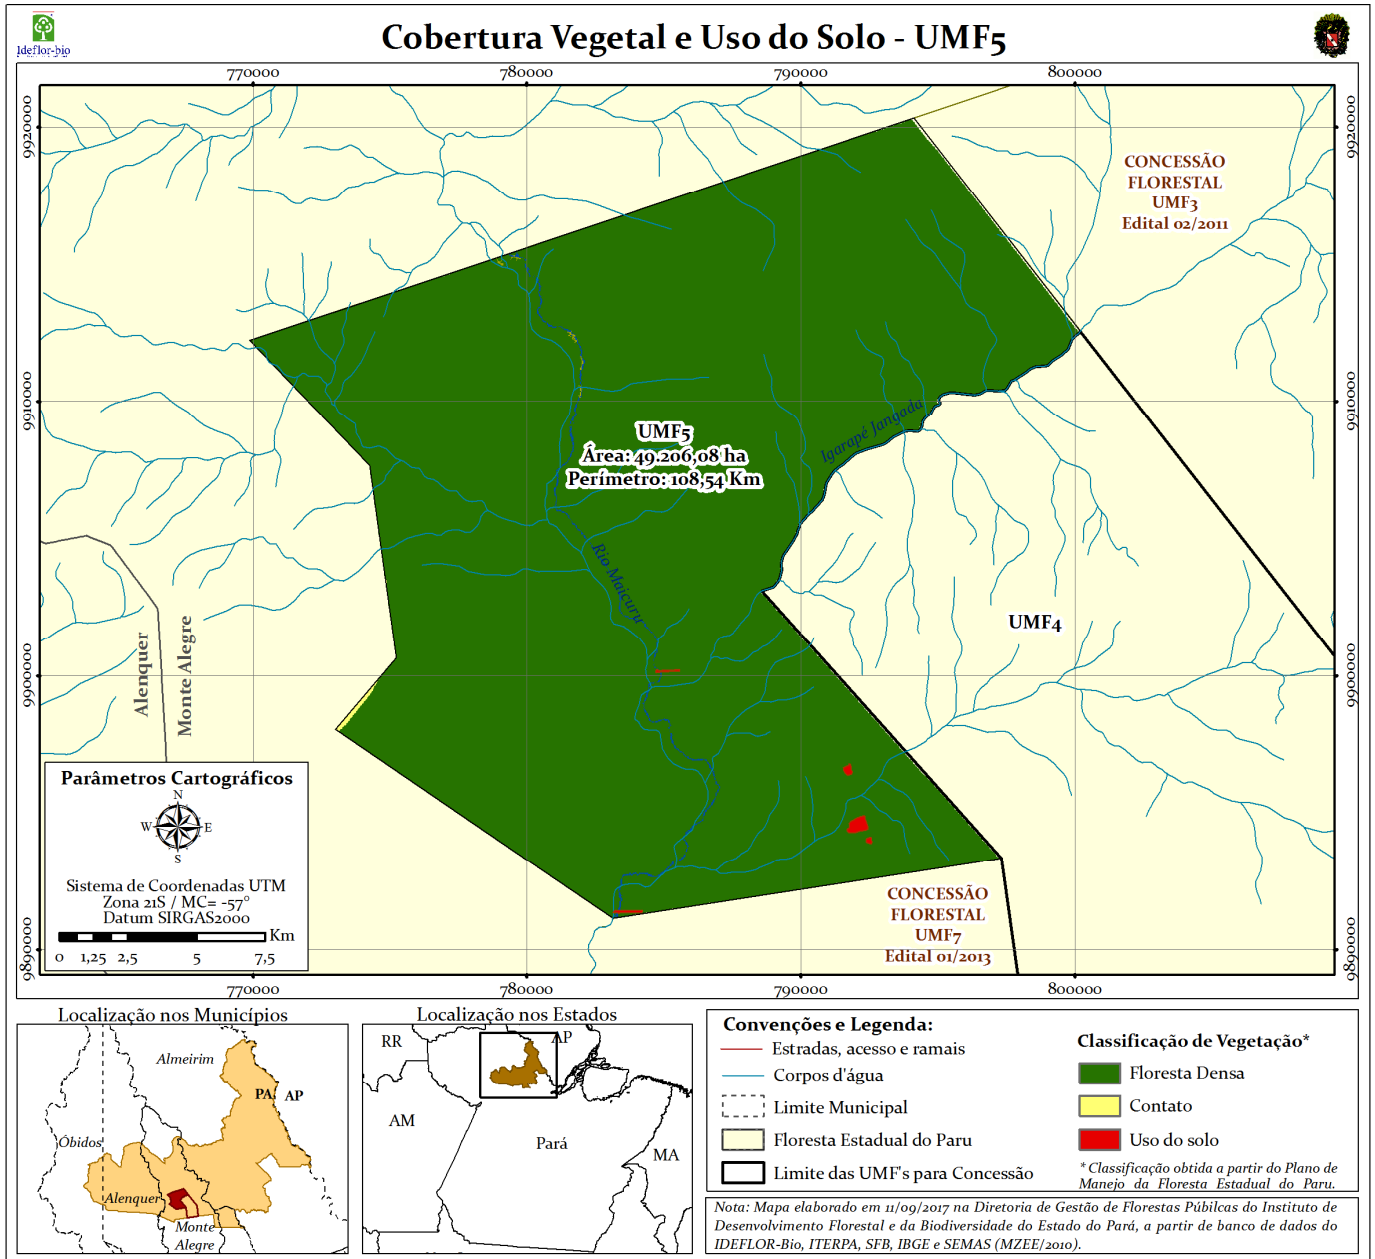 Ideflor-bio
Cobertura Vegetal e Uso do Solo - UMF5
770000
780000
790000
800000
9920000
9920000
CONCESSÃO
FLORESTAL
UMF3
Edital 02/2011
9910000
9910000
Igarapé Jangada
UMF5
Área: 49.206,08 ha
Perímetro: 108,54 Km
Rio Maicuru
UMF4
Alenquer
Monte Alegre
9900000
9900000
Parâmetros Cartográficos
N
W
E
S
Sistema de Coordenadas UTM
Zona 21S / MC= -57°
Datum SIRGAS2000
Km
0 1,25 2,5 5 7,5
CONCESSÃO
FLORESTAL
UMF7
Edital 01/2013
9890000
9890000
770000
780000
790000
800000
Localização nos Municípios
Almeirim
PA
AP
Óbidos
Alenquer
Monte
Alegre
Localização nos Estados
RR
AP
AM
Pará
MA
Convenções e Legenda:
Estradas, acesso e ramais
Corpos d'água
Limite Municipal
Floresta Estadual do Paru
Limite das UMF's para Concessão
Classificação de Vegetação*
Floresta Densa
Contato
Uso do solo
* Classificação obtida a partir do Plano de
Manejo da Floresta Estadual do Paru.
Nota: Mapa elaborado em 11/09/2017 na Diretoria de Gestão de Florestas Púbilcas do Instituto de
Desenvolvimento Florestal e da Biodiversidade do Estado do Pará, a partir de banco de dados do
IDEFLOR-Bio, ITERPA, SFB, IBGE e SEMAS (MZEE/2010).